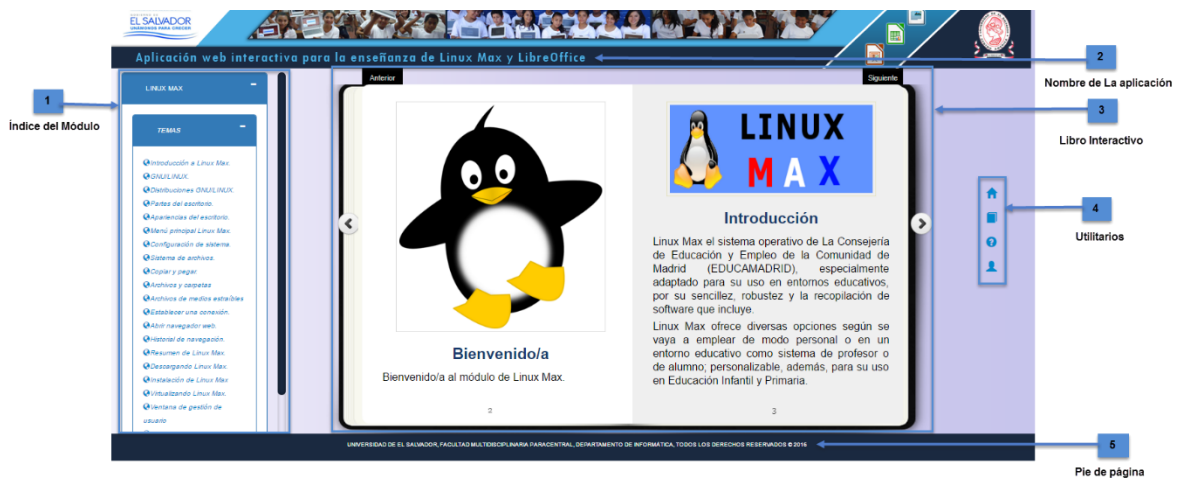 GOBIERNO DE
EL SALVADOR
UNÁMONOS PARA CRECER
Aplicación web interactiva para la enseñanza de Linux Max y LibreOffice
1
Índice del Módulo
2
Nombre de La aplicación
3
Libro Interactivo
4
Utilitarios
5
Pie de página
LINUX MAX
TEMAS
Introducción a Linux Max.
GNU/LINUX.
Distribuciones GNU/LINUX.
Partes del escritorio.
Apariencias del escritorio.
Menú principal Linux Max.
Configuración de sistema.
Sistema de archivos.
Copiar y pegar.
Archivos y carpetas
Archivos de medios extraíbles
Establecer una conexión.
Abrir navegador web.
Historial de navegación.
Resumen de Linux Max.
Descargando Linux Max.
Instalación de Linux Max
Virtualizando Linux Max.
Ventana de gestión de
usuario
Anterior
Siguiente
Bienvenido/a
Bienvenido/a al módulo de Linux Max.
2
LINUX
MAX
Introducción
Linux Max el sistema operativo de La Consejería
de Educación y Empleo de la Comunidad de
Madrid (EDUCAMADRID), especialmente
adaptado para su uso en entornos educativos,
por su sencillez, robustez y la recopilación de
software que incluye.
Linux Max ofrece diversas opciones según se
vaya a emplear de modo personal o en un
entorno educativo como sistema de profesor o
de alumno; personalizable, además, para su uso
en Educación Infantil y Primaria.
3
UNIVERSIDAD DE EL SALVADOR, FACULTAD MULTIDISCIPLINARIA PARACENTRAL, DEPARTAMENTO DE INFORMÁTICA, TODOS LOS DERECHOS RESERVADOS © 2015